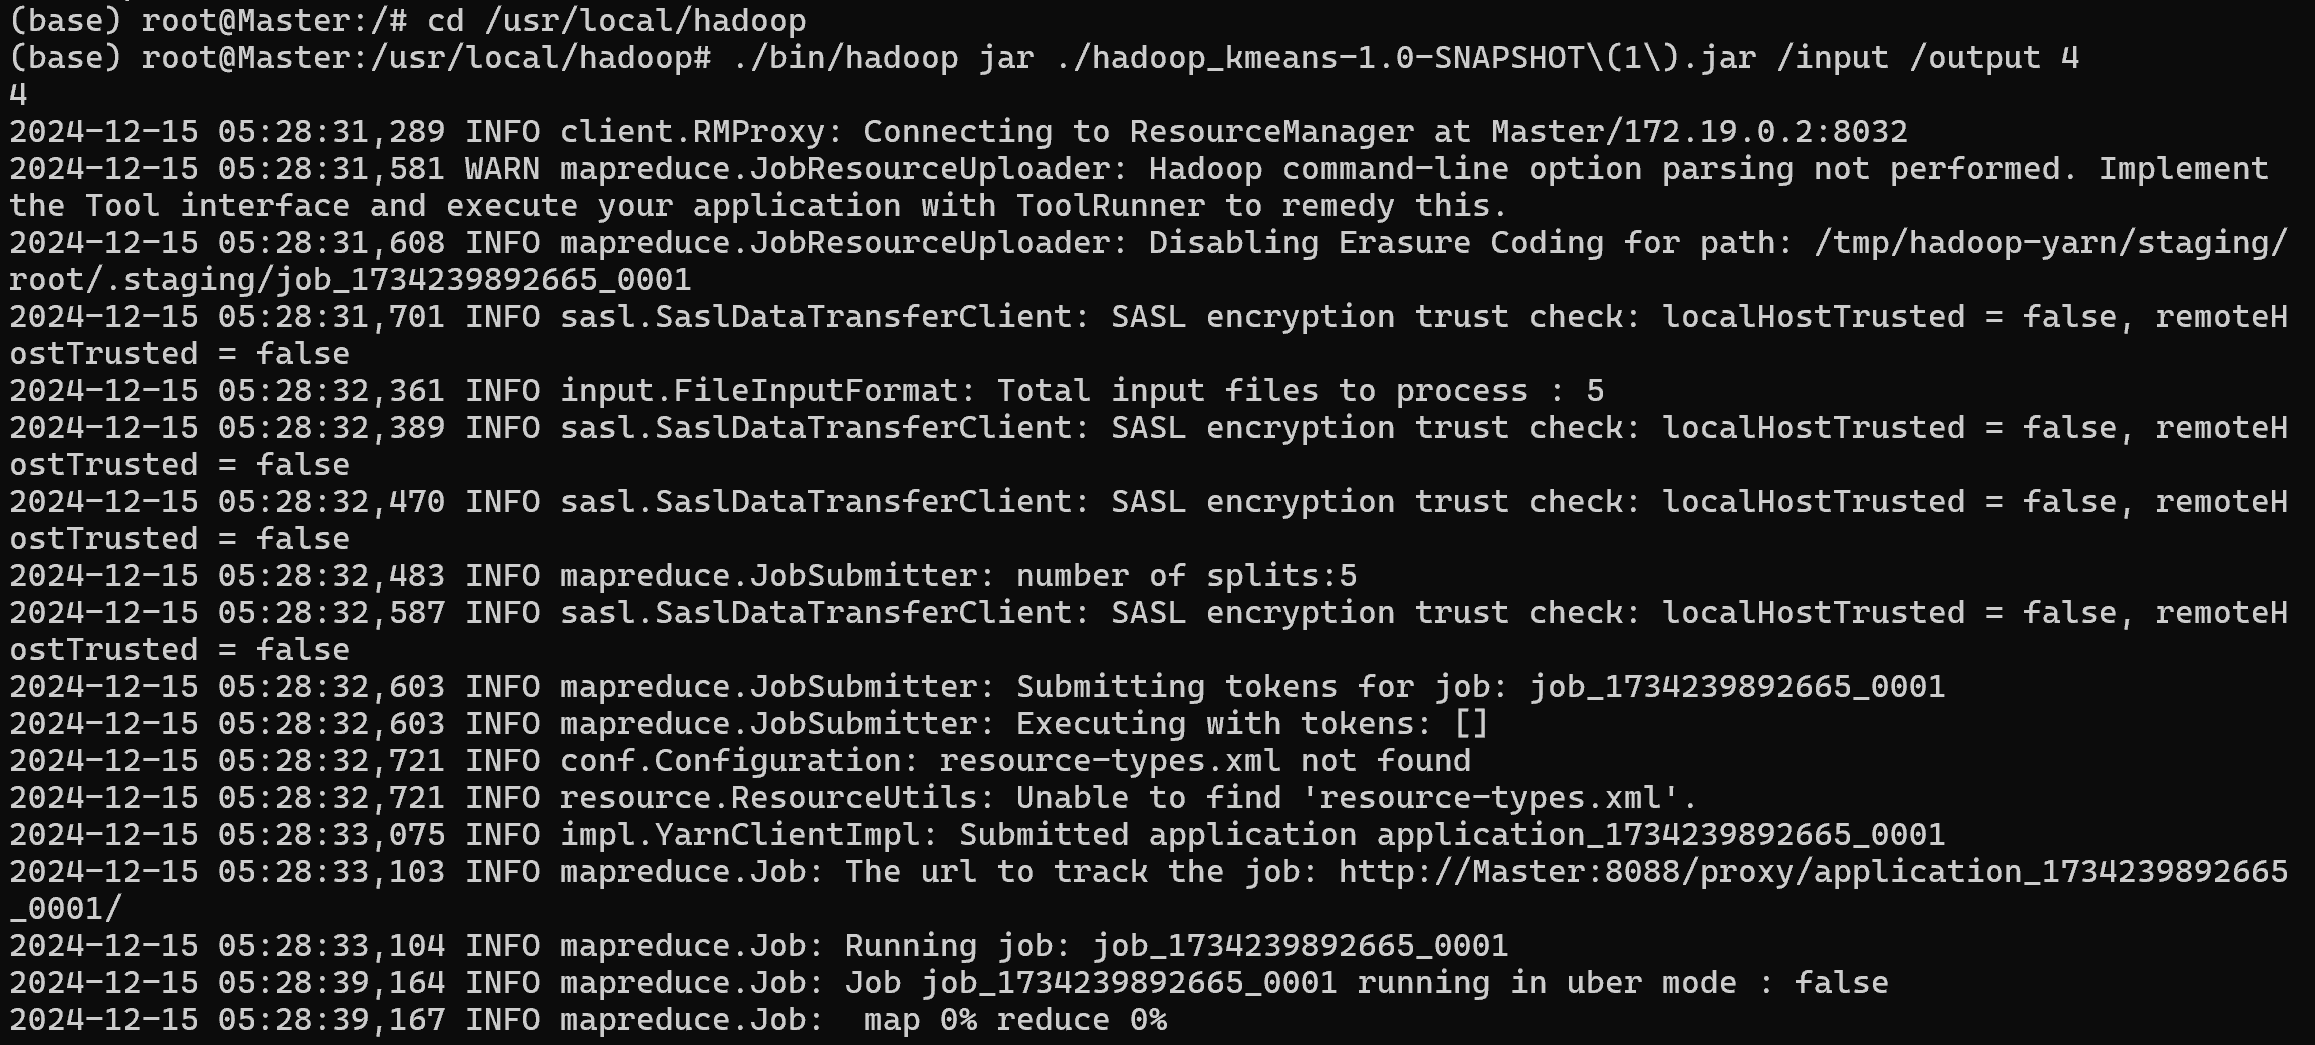 (base) root@Master:/# cd /usr/local/hadoop
(base) root@Master:/usr/local/hadoop# ./bin/hadoop jar ./hadoop_kmeans-1.0-SNAPSHOT\(1\).jar /input /output 4
4
2024-12-15 05:28:31,289 INFO client.RMProxy: Connecting to ResourceManager at Master/172.19.0.2:8032
2024-12-15 05:28:31,581 WARN mapreduce.JobResourceUploader: Hadoop command-line option parsing not performed. Implement
the Tool interface and execute your application with ToolRunner to remedy this.
2024-12-15 05:28:31,608 INFO mapreduce.JobResourceUploader: Disabling Erasure Coding for path: /tmp/hadoop-yarn/staging/
root/.staging/job_1734239892665_0001
2024-12-15 05:28:31,701 INFO sasl.SaslDataTransferClient: SASL encryption trust check: localHostTrusted = false, remoteH
ostTrusted = false
2024-12-15 05:28:32,361 INFO input.FileInputFormat: Total input files to process : 5
2024-12-15 05:28:32,389 INFO sasl.SaslDataTransferClient: SASL encryption trust check: localHostTrusted = false, remoteH
ostTrusted = false
2024-12-15 05:28:32,470 INFO sasl.SaslDataTransferClient: SASL encryption trust check: localHostTrusted = false, remoteH
ostTrusted = false
2024-12-15 05:28:32,483 INFO mapreduce.JobSubmitter: number of splits:5
2024-12-15 05:28:32,587 INFO sasl.SaslDataTransferClient: SASL encryption trust check: localHostTrusted = false, remoteH
ostTrusted = false
2024-12-15 05:28:32,603 INFO mapreduce.JobSubmitter: Submitting tokens for job: job_1734239892665_0001
2024-12-15 05:28:32,603 INFO mapreduce.JobSubmitter: Executing with tokens: []
2024-12-15 05:28:32,721 INFO conf.Configuration: resource-types.xml not found
2024-12-15 05:28:32,721 INFO resource.ResourceUtils: Unable to find 'resource-types.xml'.
2024-12-15 05:28:33,075 INFO impl.YarnClientImpl: Submitted application application_1734239892665_0001
2024-12-15 05:28:33,103 INFO mapreduce.Job: The url to track the job: http://Master:8088/proxy/application_1734239892665
_0001/
2024-12-15 05:28:33,104 INFO mapreduce.Job: Running job: job_1734239892665_0001
2024-12-15 05:28:39,164 INFO mapreduce.Job: Job job_1734239892665_0001 running in uber mode : false
2024-12-15 05:28:39,167 INFO mapreduce.Job:  map 0% reduce 0%